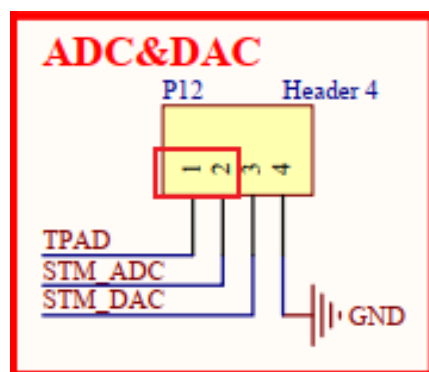 ADC&DAC
P12 Header 4
1 2 3 4
TPAD
STM_ADC
STM_DAC
GND